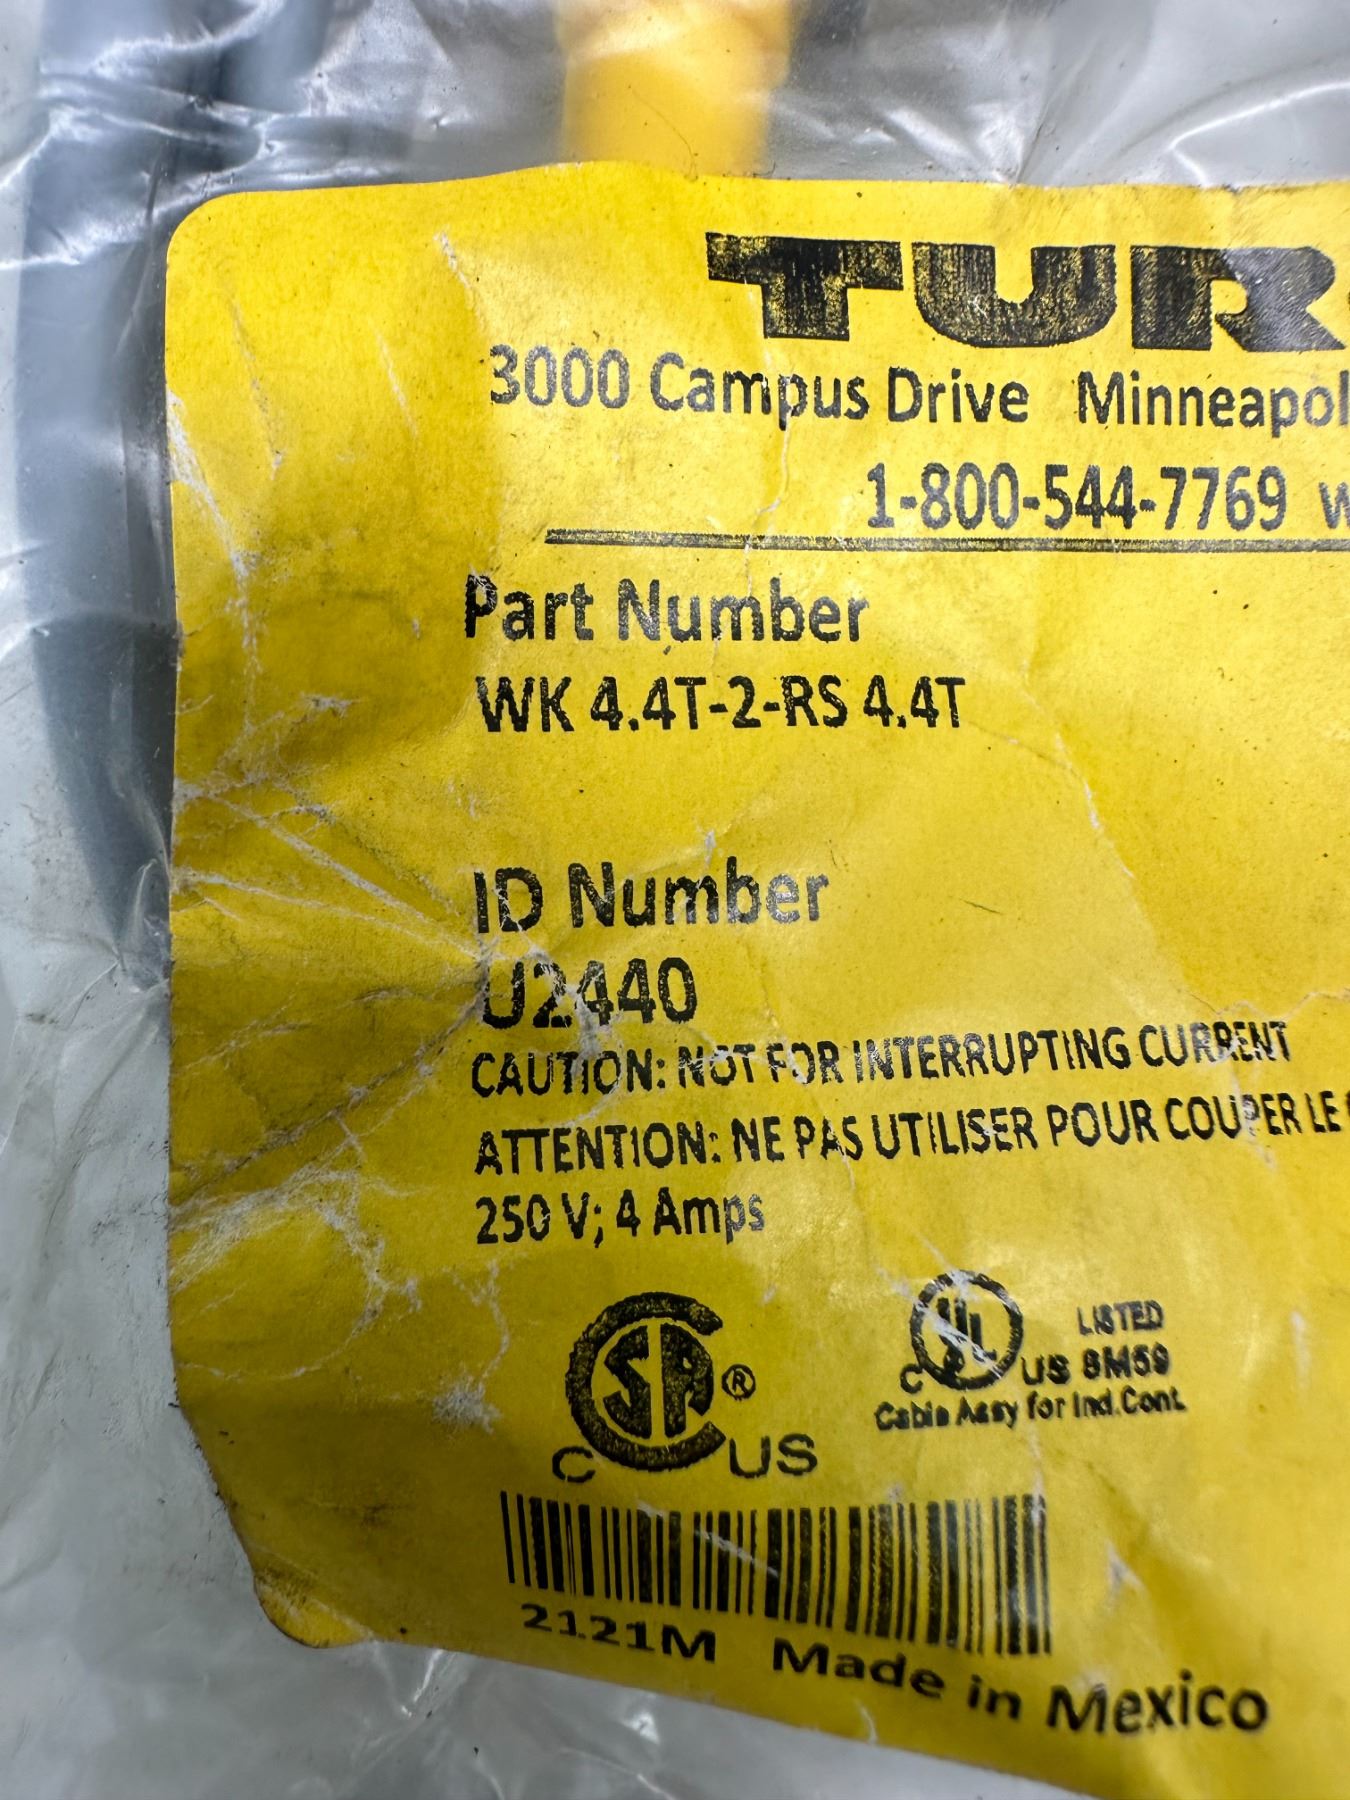 TUR
3000 Campus Drive Minneapol
1-800-544-7769 w
Part Number
WK 4.4T-2-RS 4.4T
ID Number
U2440
CAUTION: NOT FOR INTERRUPTING CURRENT
ATTENTION: NE PAS UTILISER POUR COUPER LE
250 V; 4 Amps
C SA ® C US
C UL US LISTED 8M59
Cable Assy for Ind.Cont.
2121M Made in Mexico